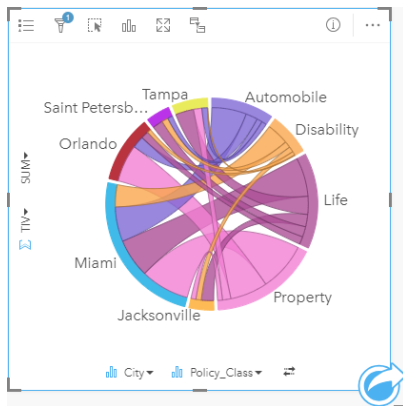 1
Tampa
Automobile
Saint Petersb...
Disability
Orlando
SUM
Life
TIV
Miami
Property
Jacksonville
City
Policy_Class